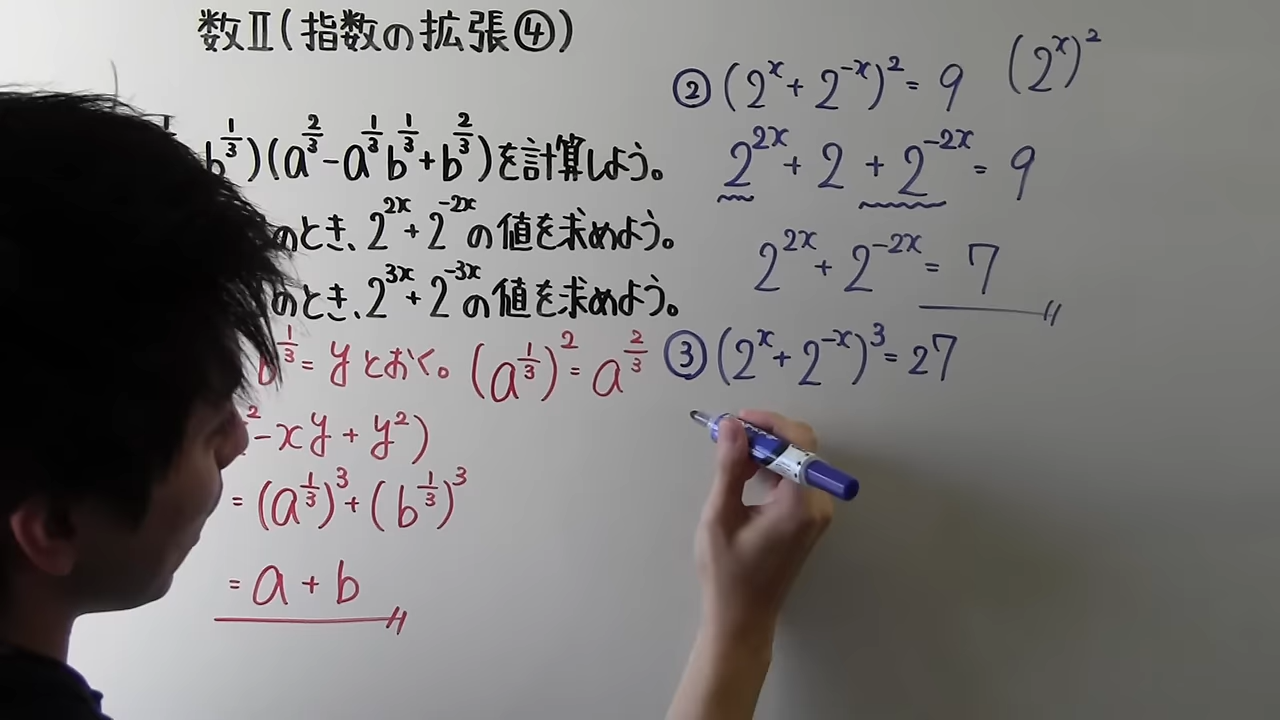 数Ⅱ(指数の拡張④)
b^{1/3})(a^{2/3}-a^{1/3}b^{1/3}+b^{2/3})を計算しよう。
のとき、2^{2x}+2^{-2x}の値を求めよう。
のとき、2^{3x}+2^{-3x}の値を求めよう。
b^{1/3}=yとおく。(a^{1/3})^2=a^{2/3}
^2-xy+y^2)
=(a^{1/3})^3+(b^{1/3})^3
=a+b
②(2^x+2^{-x})^2=9 (2^x)^2
2^{2x}+2+2^{-2x}=9
2^{2x}+2^{-2x}=7
③(2^x+2^{-x})^3=27